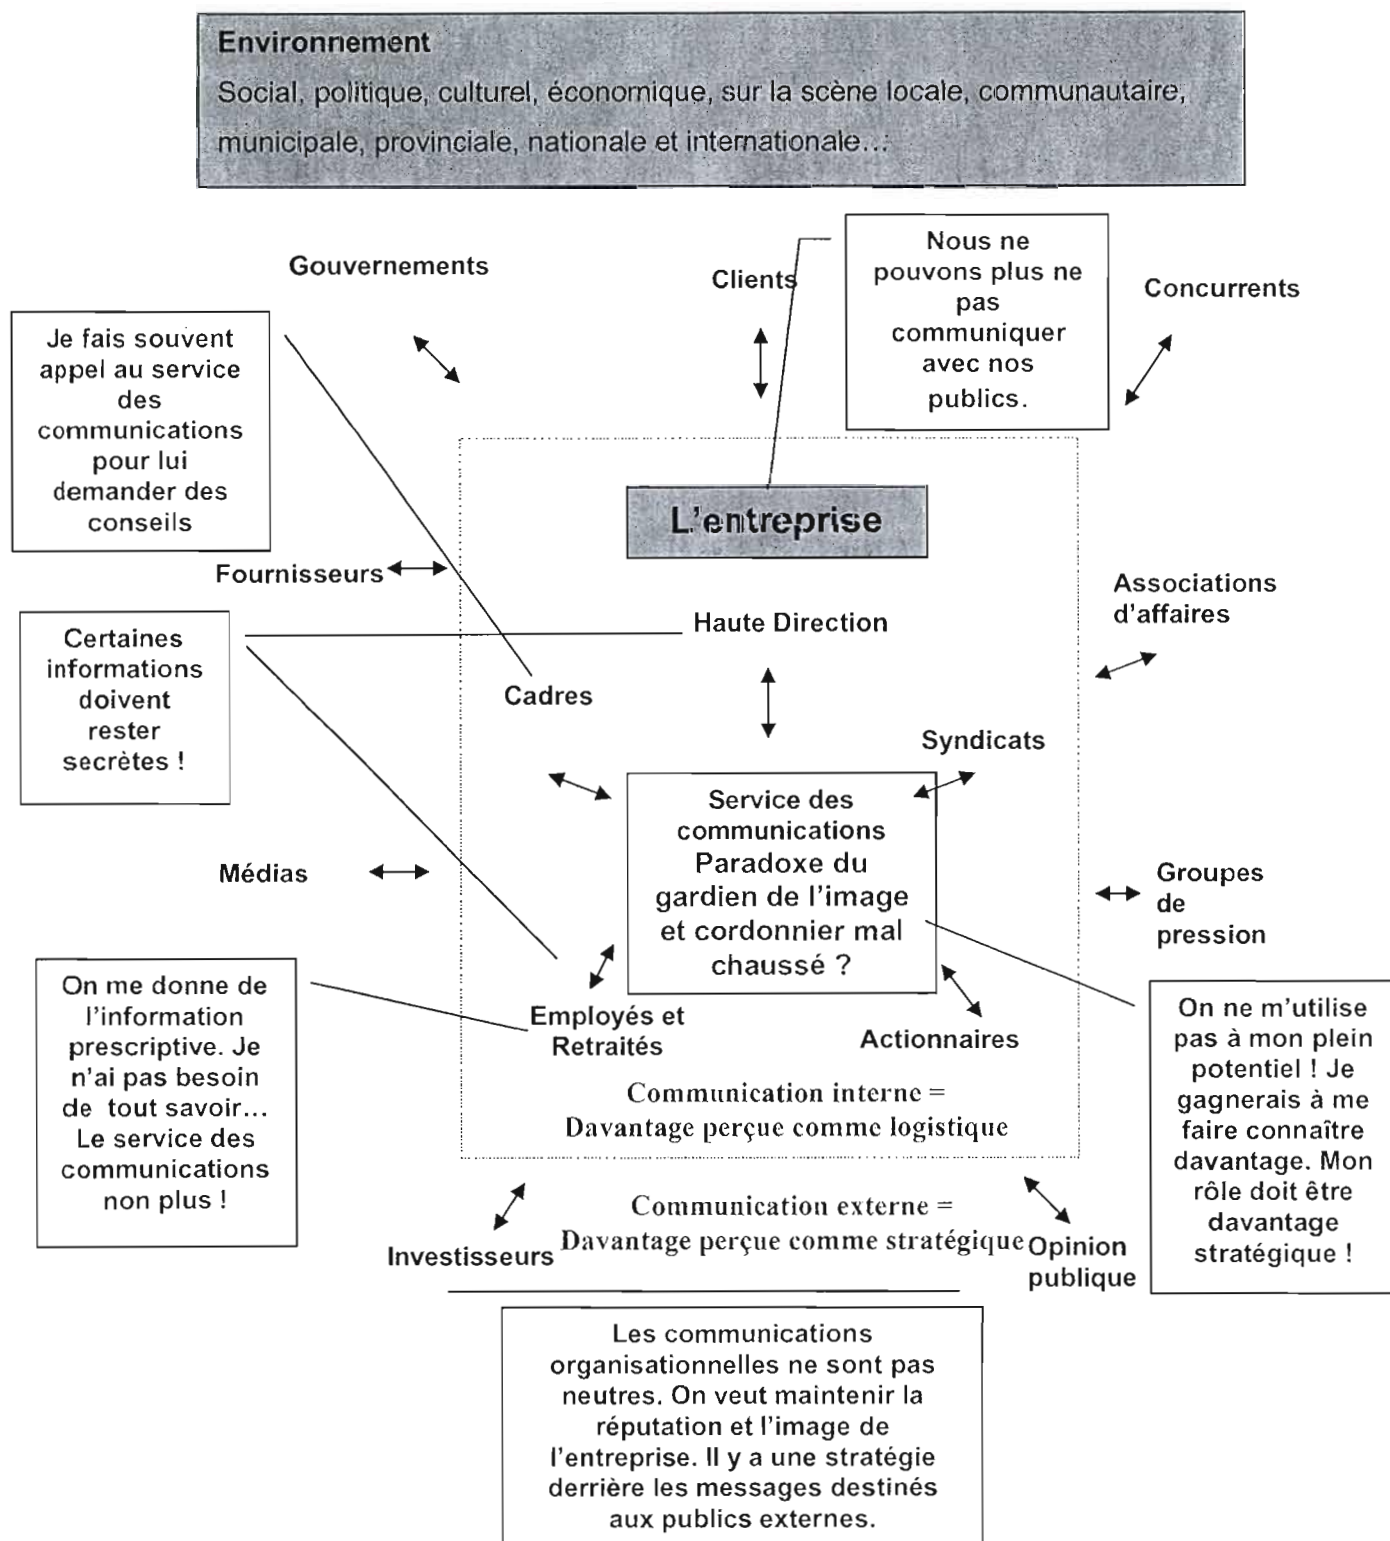 Environnement
Social, politique, culturel, économique, sur la scène locale, communautaire,
municipale, provinciale, nationale et internationale...
Gouvernements
Clients
Nous ne
pouvons plus ne
pas
communiquer
avec nos
publics.
Concurrents
Je fais souvent
appel au service
des
communications
pour lui
demander des
conseils
L'entreprise
Fournisseurs
Associations
d'affaires
Certaines
informations
doivent
rester
secrètes !
Haute Direction
Cadres
Syndicats
Service des
communications
Paradoxe du
gardien de l'image
et cordonnier mal
chaussé ?
Médias
Groupes
de
pression
On me donne de
l'information
prescriptive. Je
n'ai pas besoin
de tout savoir...
Le service des
communications
non plus !
Employés et
Retraités
Actionnaires
On ne m'utilise
pas à mon plein
potentiel ! Je
gagnerais à me
faire connaître
davantage. Mon
rôle doit être
davantage
stratégique !
Communication interne =
Davantage perçue comme logistique
Communication externe =
Davantage perçue comme stratégique
Investisseurs
Opinion
publique
Les communications
organisationnelles ne sont pas
neutres. On veut maintenir la
réputation et l'image de
l'entreprise. Il y a une stratégie
derrière les messages destinés
aux publics externes.